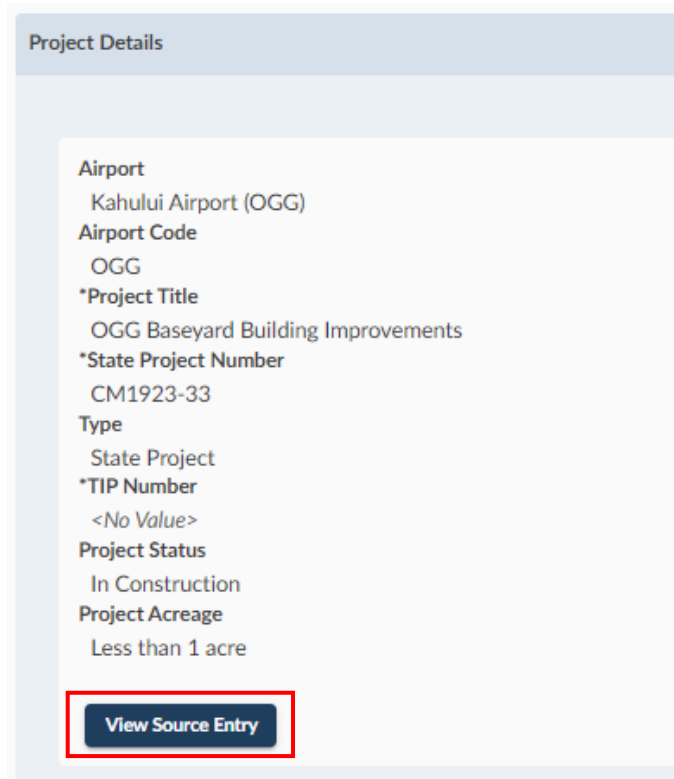 Project Details
Airport
Kahului Airport (OGG)
Airport Code
OGG
*Project Title
OGG Baseyard Building Improvements
*State Project Number
CM1923-33
Type
State Project
*TIP Number
<No Value>
Project Status
In Construction
Project Acreage
Less than 1 acre
View Source Entry